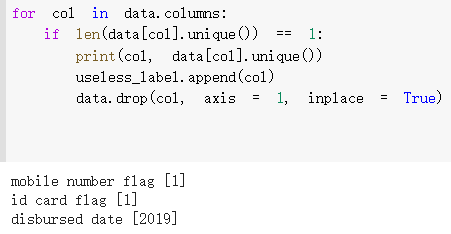 for col in data.columns:
    if len(data[col].unique()) == 1:
        print(col, data[col].unique())
        useless_label.append(col)
        data.drop(col, axis = 1, inplace = True)
mobile number flag [1]
id card flag [1]
disbursed date [2019]